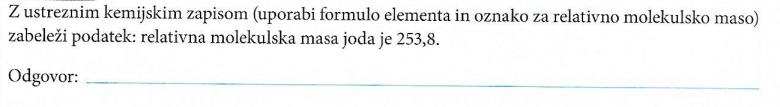 Z ustreznim kemijskim zapisom (uporabi formulo elementa in oznako za relativno molekulsko maso)
zabeleži podatek: relativna molekulska masa joda je 253,8.
Odgovor: